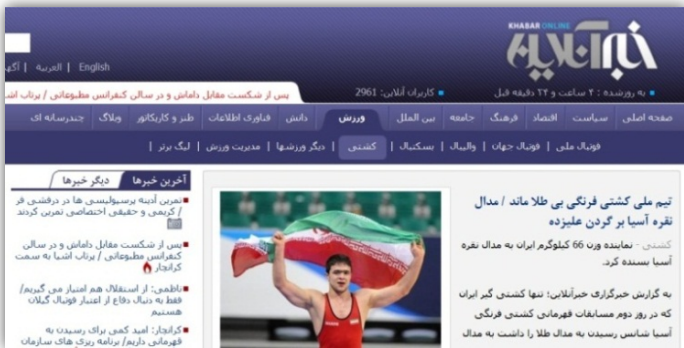 KHABAR ONLINE
خبرآنلاین
English | العربية
به روزشده : ۲ ساعت و ۲۴ دقیقه قبل
کاربران آنلاین: 2961
پس از شکست مقابل داماش و در سالن کنفرانس مطبوعاتی / پرتاب
صفحه اصلی سیاست اقتصاد فرهنگ جامعه بین الملل ورزش دانش فناوری اطلاعات طنز و کاریکاتور وبلاگ چندرسانه ای
فوتبال ملی | فوتبال جهان | والیبال | بسکتبال | کشتی | دیگر ورزشها | مدیریت ورزش | لیگ برتر |
تیم ملی کشتی فرنگی بی طلا ماند / مدال
نقره آسیا بر گردن علیزده
کشتی - نماینده وزن 66 کیلوگرم ایران به مدال نقره
آسیا بسنده کرد.
به گزارش خبرگزاری خبرآنلاین؛ تنها کشتی گیر ایران
که در روز دوم مسابقات قهرمانی کشتی فرنگی
آسیا شانس رسیدن به مدال طلا را داشت به مدال
آخرین خبرها دیگر خبرها
تمرین آدینه پرسپولیسی ها در درفشی فر
/ کریمی و حقیقی اختصاصی تمرین کردند
پس از شکست مقابل داماش و در سالن
کنفرانس مطبوعاتی / پرتاب اشیا به سمت
کرانچار
ناظمی: از استقلال هم امتیاز می گیریم/
فقط به دنبال دفاع از اعتبار فوتبال گیلان
هستیم
کرانچار: امید کمی برای رسیدن به
قهرمانی داریم/ برنامه ریزی های سازمان